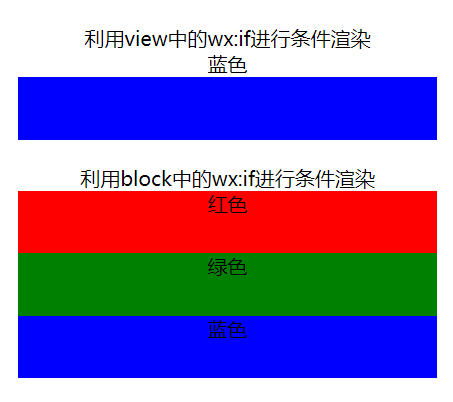 利用view中的wx:if进行条件渲染
蓝色
利用block中的wx:if进行条件渲染
红色
绿色
蓝色